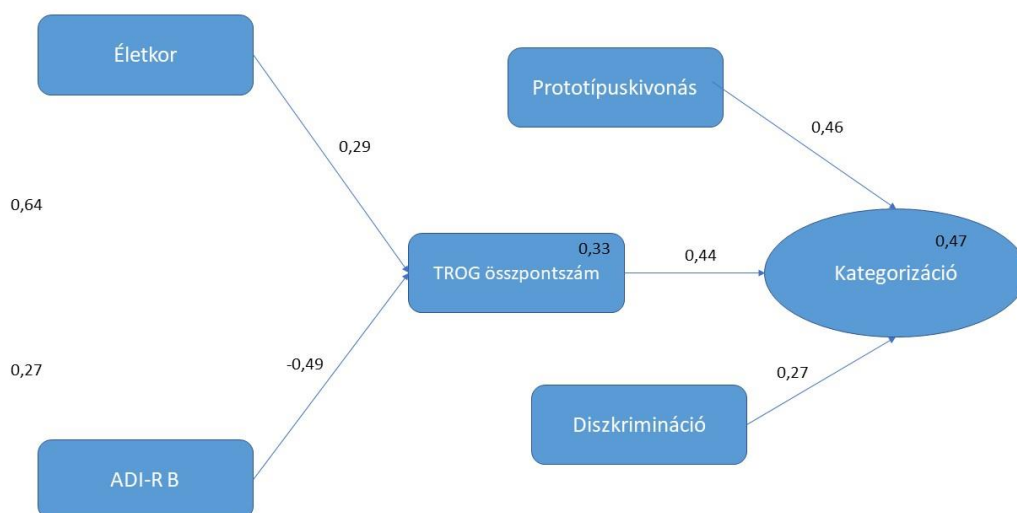 Életkor
Prototípuskivonás
0,46
0,29
0,64
0,33
TROG összpontszám
0,44
0,47
Kategorizáció
0,27
-0,49
0,27
Diszkrimináció
ADI-R B